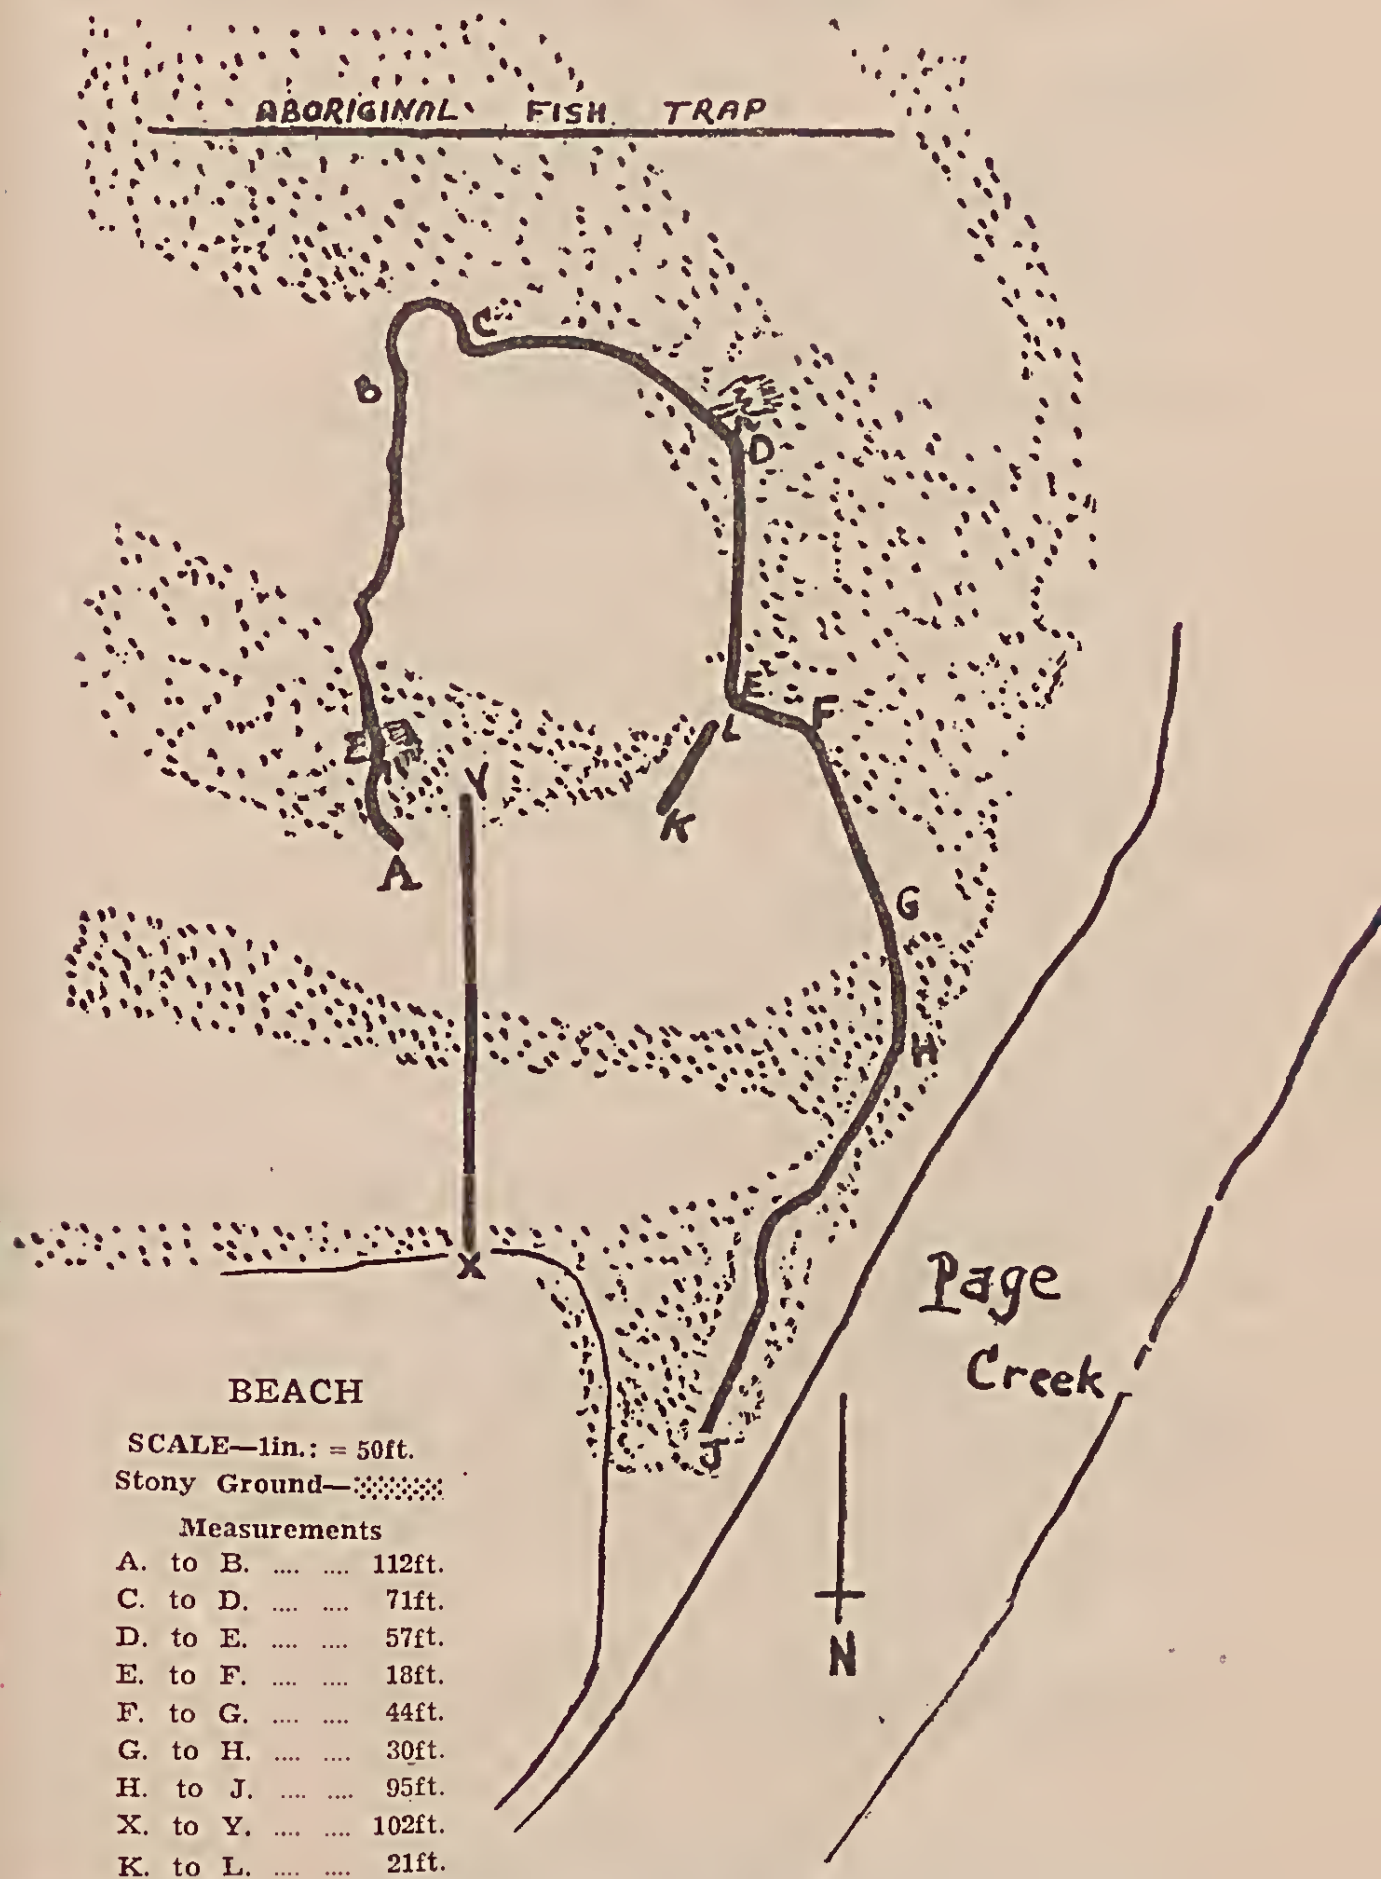 ABORIGINAL FISH TRAP
C
B
D
E
F
L
Y
K
A
G
H
X
Page
Creek
J
N
BEACH
SCALE—1in.: = 50ft.
Stony Ground—
Measurements
A. to B. .... .... 112ft.
C. to D. .... .... 71ft.
D. to E. .... .... 57ft.
E. to F. .... .... 18ft.
F. to G. .... .... 44ft.
G. to H. .... .... 30ft.
H. to J. .... .... 95ft.
X. to Y. .... .... 102ft.
K. to L. .... .... 21ft.